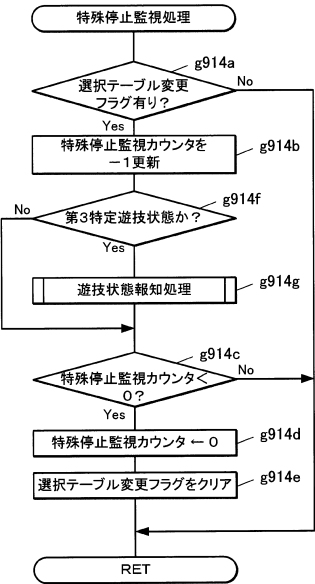 特殊停止監視処理
g914a
選択テーブル変更
フラグ有り？
No
Yes
特殊停止監視カウンタを
－１更新
g914b
g914f
第３特定遊技状態か？
No
Yes
遊技状態報知処理
g914g
g914c
特殊停止監視カウンタ＜
０？
No
Yes
特殊停止監視カウンタ ← ０
g914d
選択テーブル変更フラグをクリア
g914e
RET